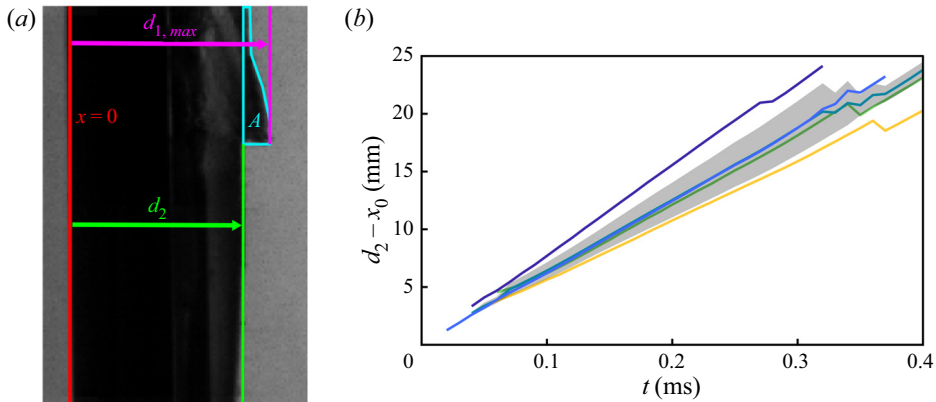 (a)
d1, max
x = 0
A
d2
(b)
25
20
15
10
5
0
0.1
0.2
0.3
0.4
d2 – x0 (mm)
t (ms)